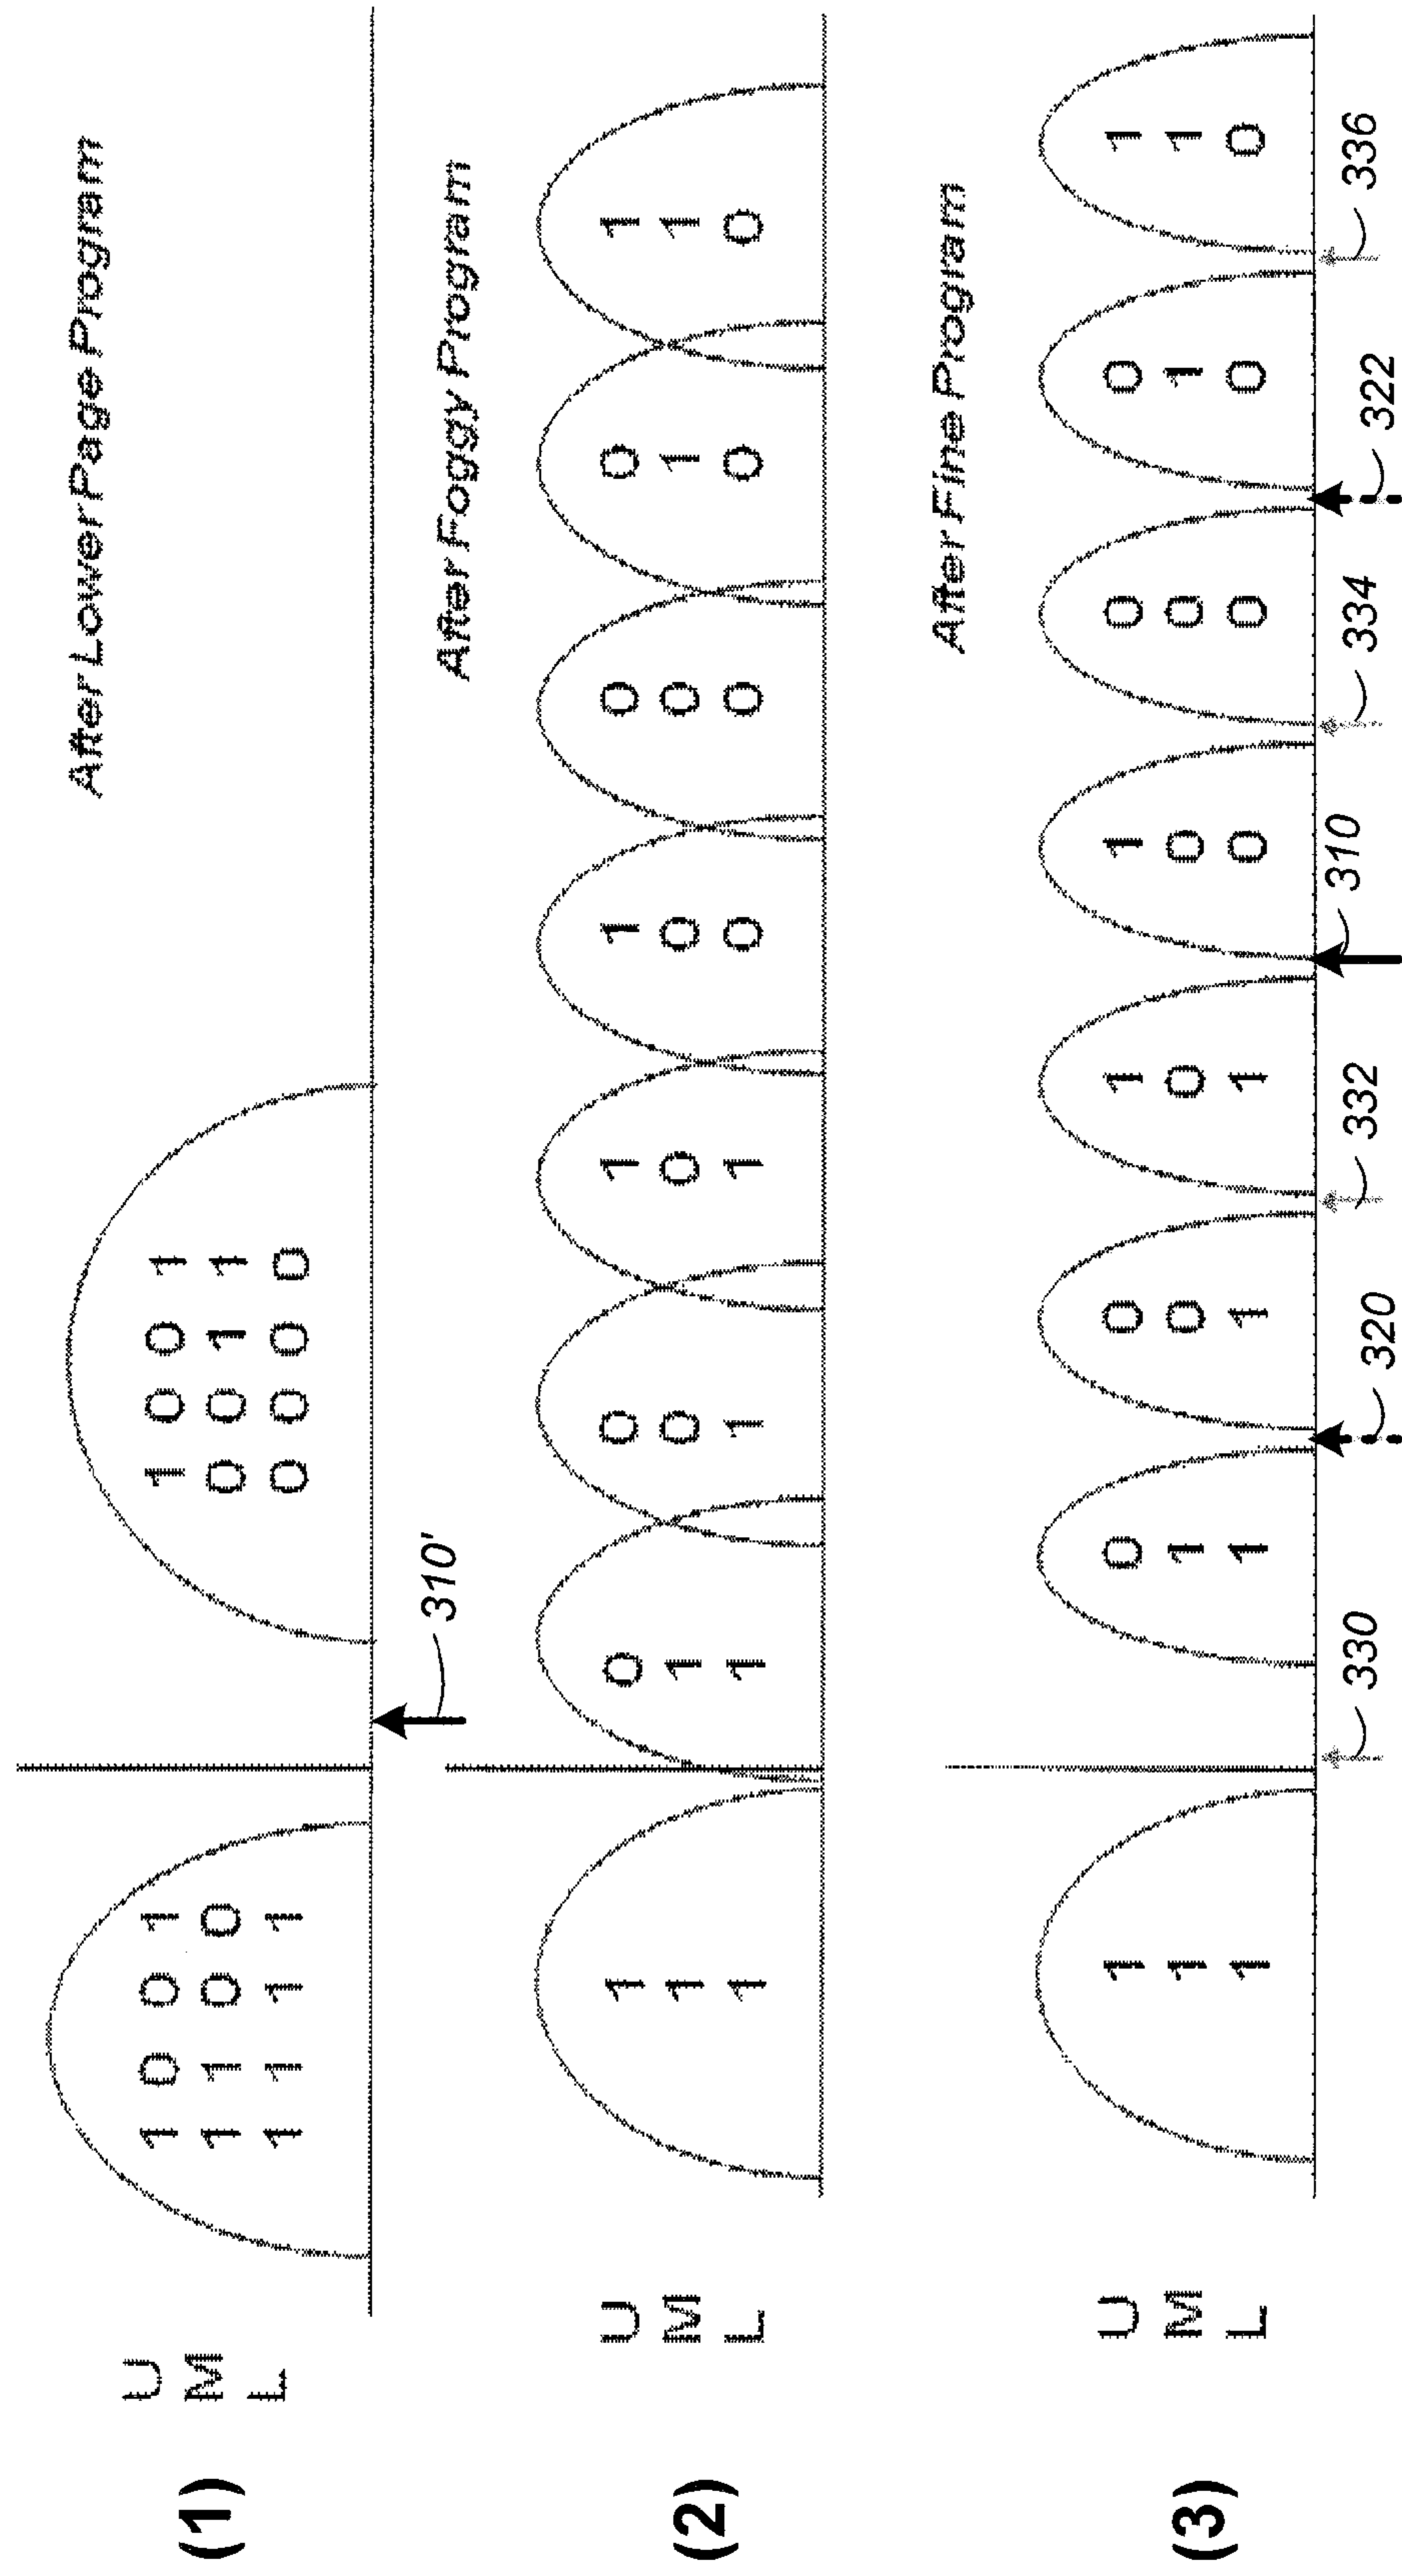 After Lower Page Program
(1)
U 1 0 0 1 1 0 0 1
M 1 1 0 0 0 0 1 1
L 1 1 1 1 0 0 0 0
310'
After Foggy Program
(2)
U 1 0 0 1 1 0 0 1
M 1 1 0 0 0 0 1 1
L 1 1 1 1 0 0 0 0
After Fine Program
(3)
U 1 0 0 1 1 0 0 1
M 1 1 0 0 0 0 1 1
L 1 1 1 1 0 0 0 0
330 320 332 310 334 322 336